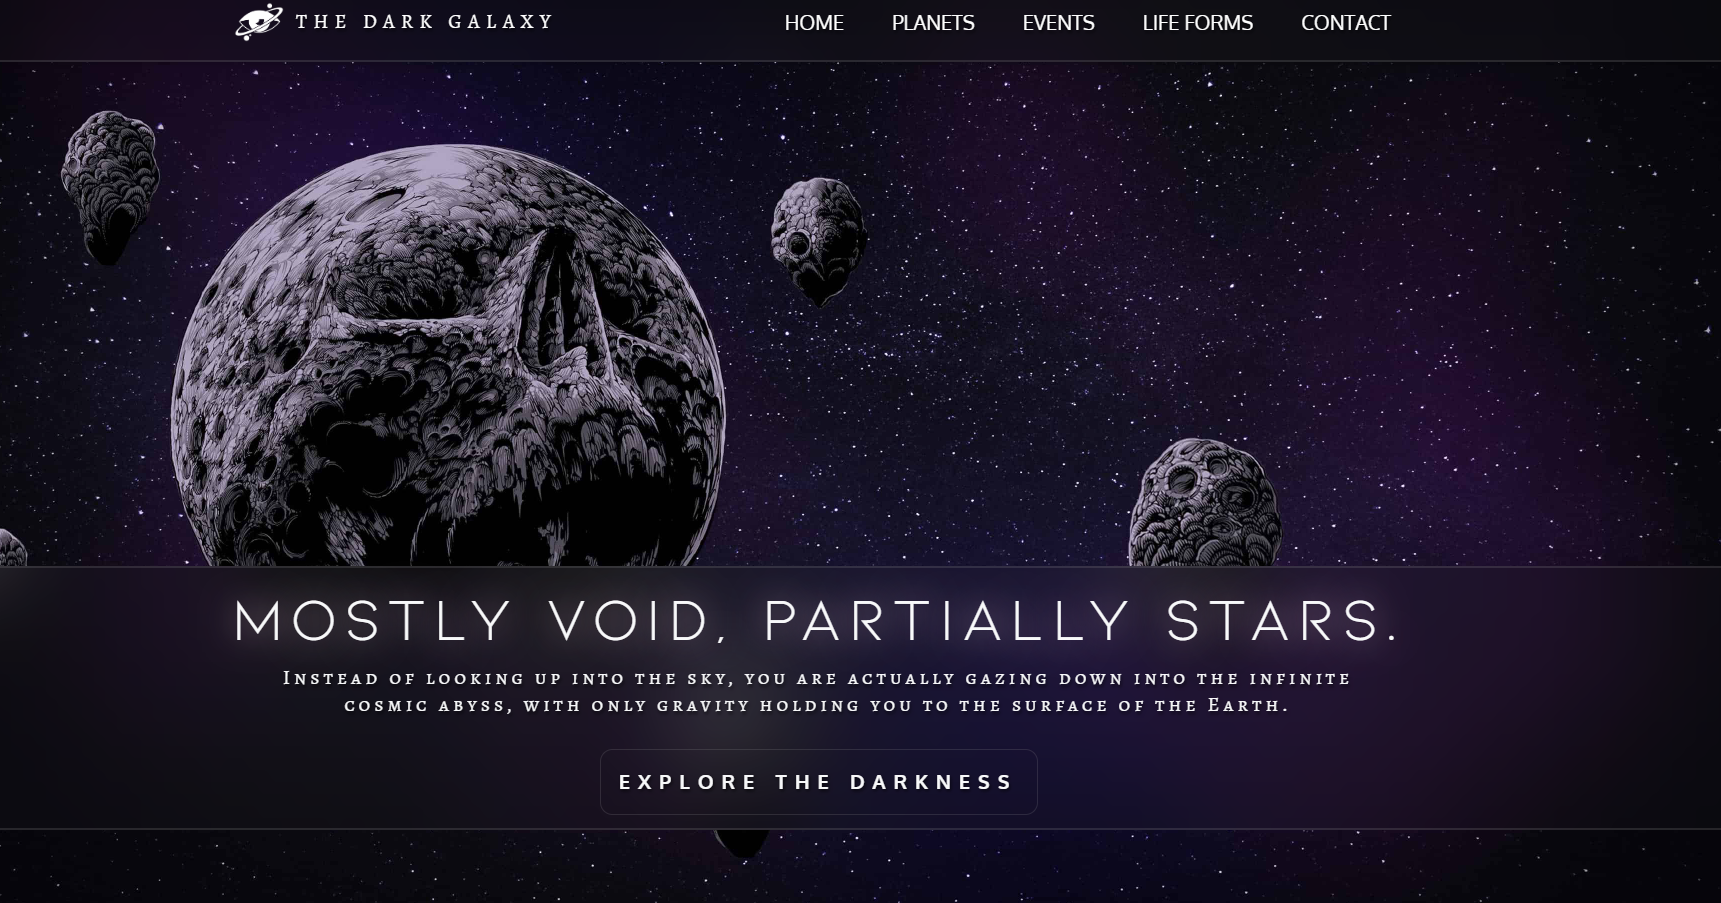 THE DARK GALAXY
HOME PLANETS EVENTS LIFE FORMS CONTACT
MOSTLY VOID, PARTIALLY STARS.
Instead of looking up into the sky, you are actually gazing down into the infinite
cosmic abyss, with only gravity holding you to the surface of the Earth.
EXPLORE THE DARKNESS